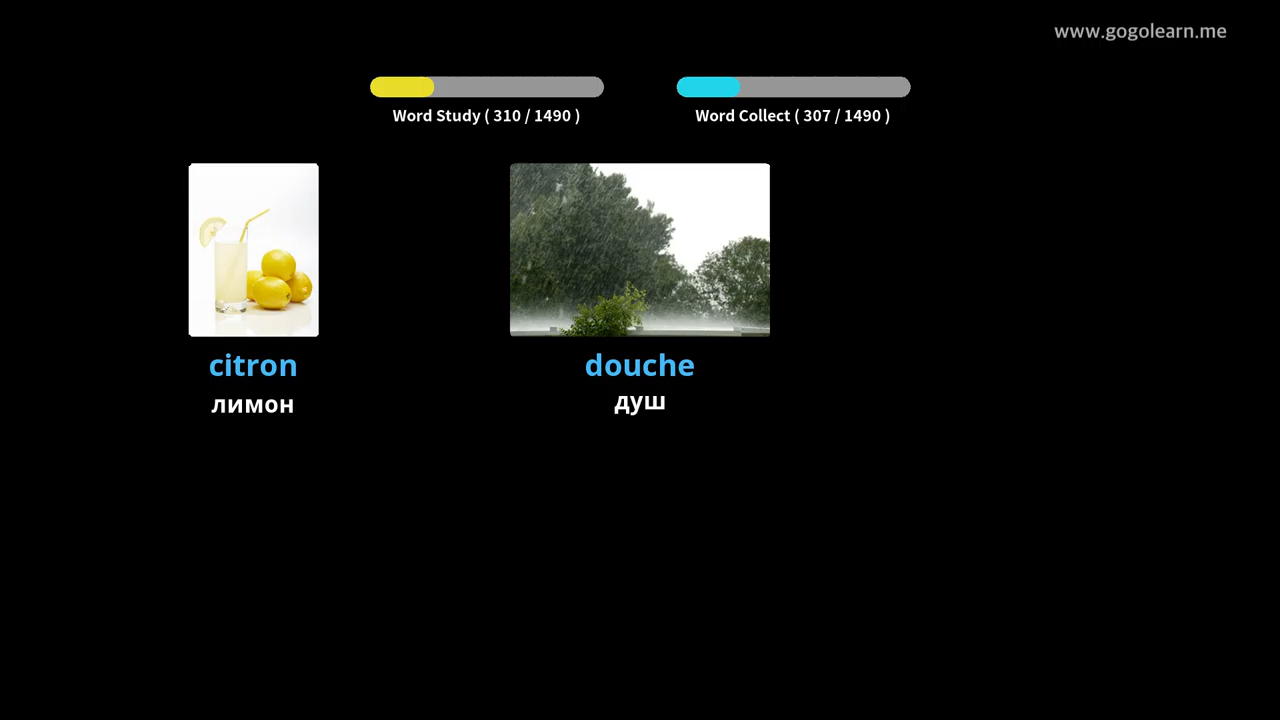 www.gogolearn.me
Word Study ( 310 / 1490 )
Word Collect ( 307 / 1490 )
citron
лимон
douche
душ